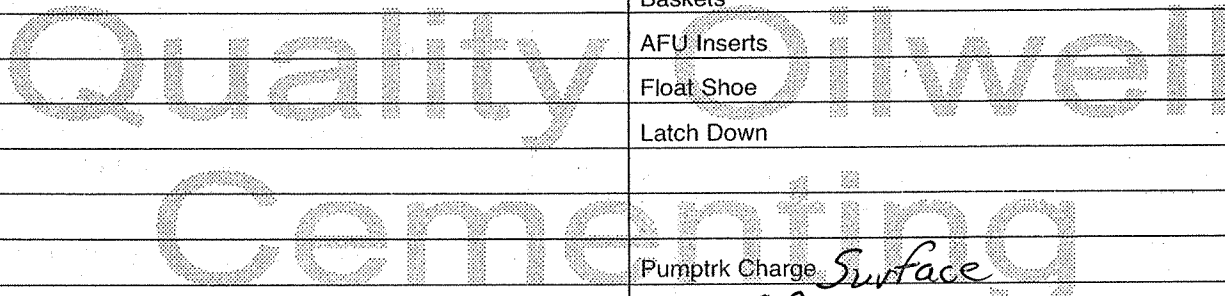 Baskets
Quality Oilwell
AFU Inserts
Float Shoe
Latch Down
Cementing
Pumptrk Charge Surface